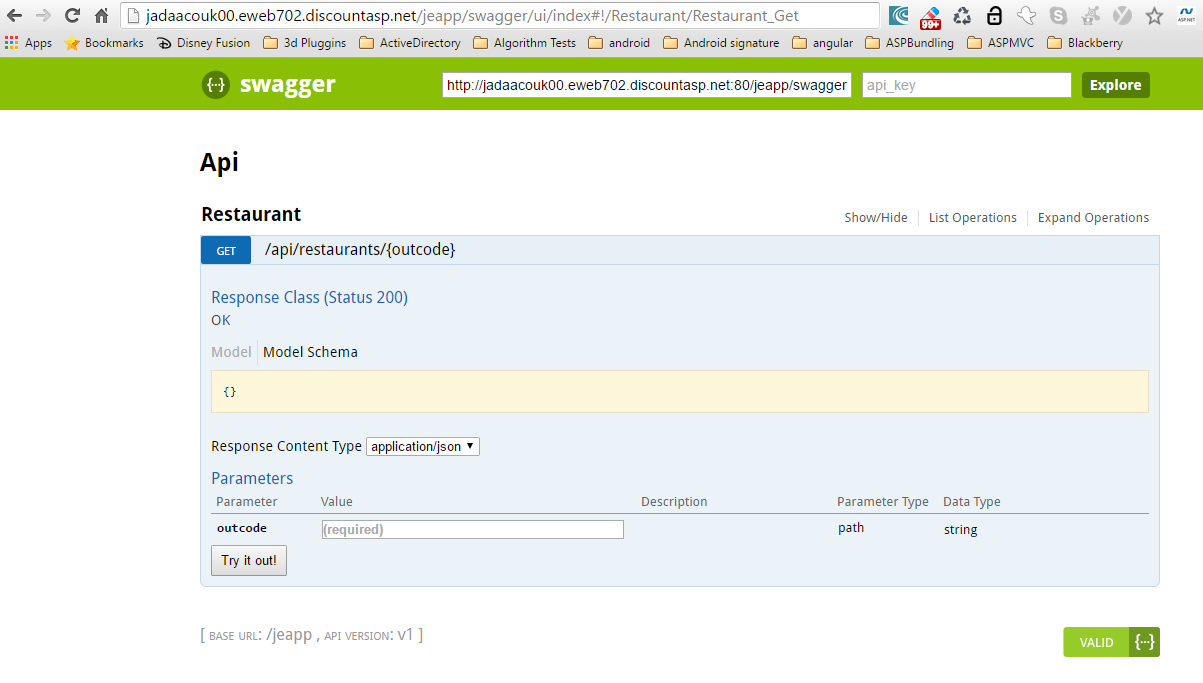 jadaacouk00.eweb702.discountasp.net/jeapp/swagger/ui/index#!/Restaurant/Restaurant_Get
99+
ASP.NET
Apps Bookmarks Disney Fusion 3d Pluggins ActiveDirectory Algorithm Tests android Android signature angular ASPBundling ASPMVC Blackberry
{··} swagger http://jadaacouk00.eweb702.discountasp.net:80/jeapp/swagger api_key Explore
Api
Restaurant Show/Hide List Operations Expand Operations
GET /api/restaurants/{outcode}
Response Class (Status 200)
OK
Model Model Schema
{}
Response Content Type application/json
Parameters
Parameter Value Description Parameter Type Data Type
outcode (required) path string
Try it out!
[ BASE URL: /jeapp , API VERSION: v1 ]
VALID {···}